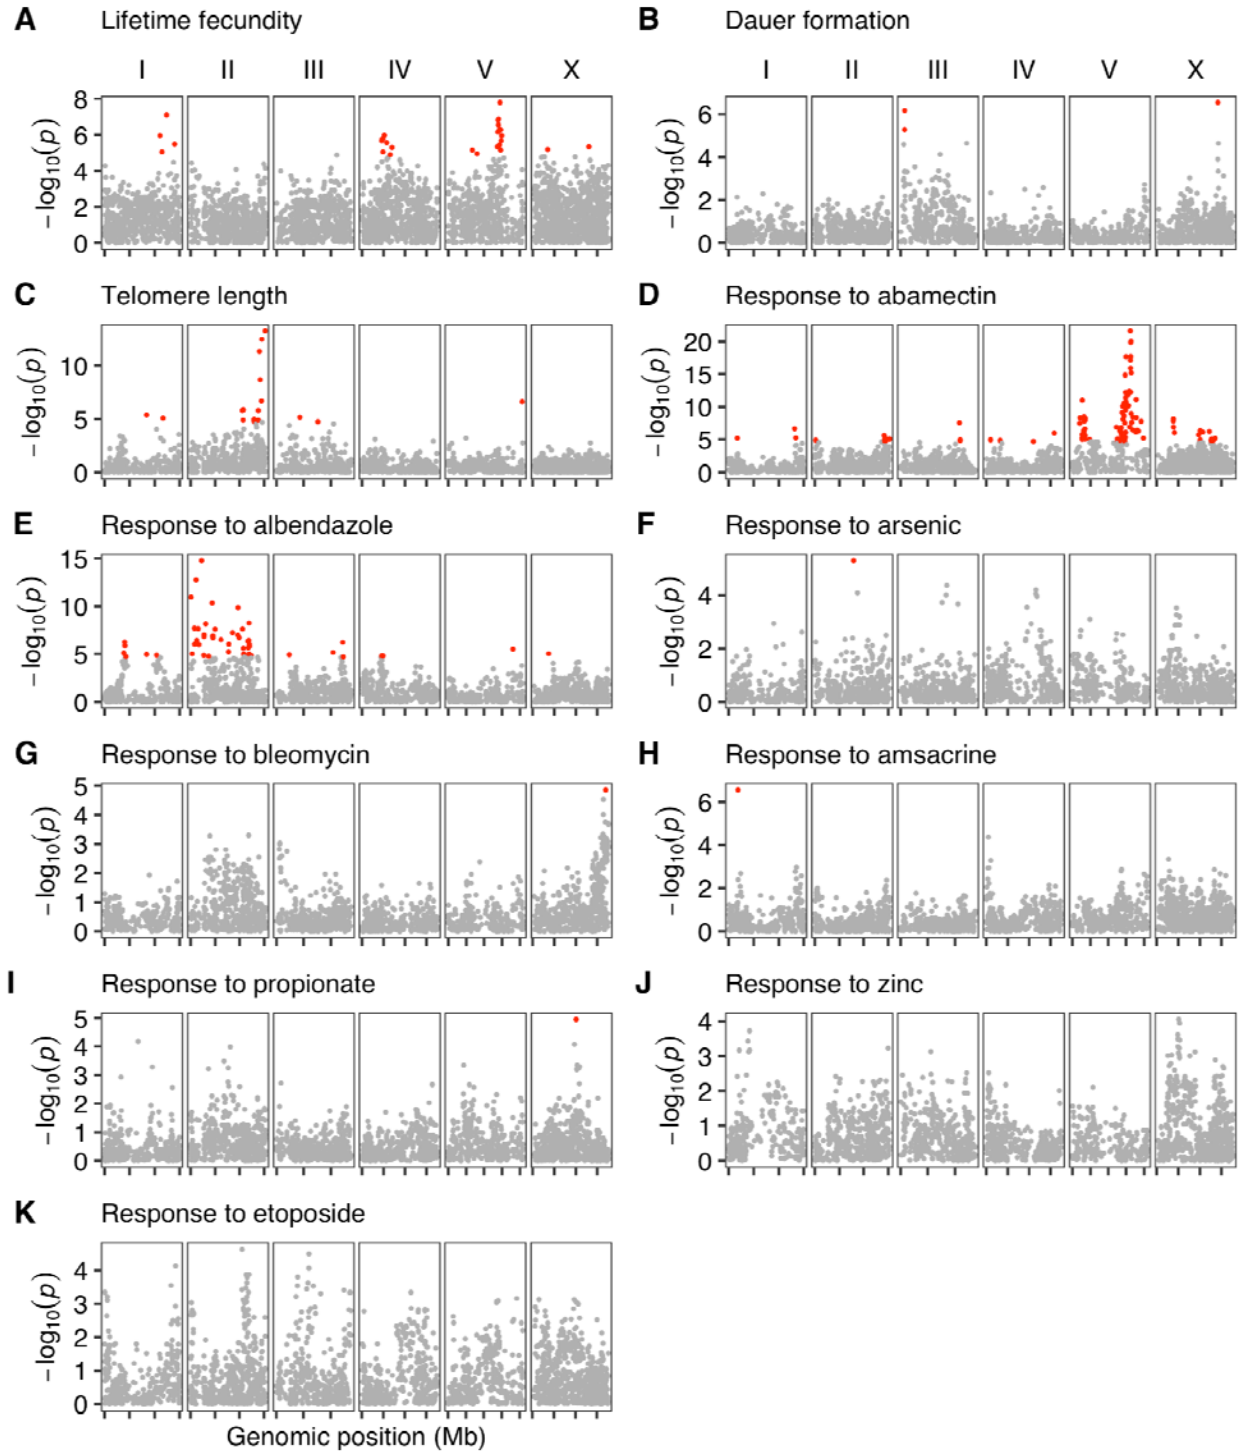 A Lifetime fecundity
B Dauer formation
I II III IV V X
I II III IV V X
−log10(p)
8
6
4
2
0
−log10(p)
6
4
2
0
C Telomere length
D Response to abamectin
−log10(p)
10
5
0
−log10(p)
20
15
10
5
0
E Response to albendazole
F Response to arsenic
−log10(p)
15
10
5
0
−log10(p)
4
2
0
G Response to bleomycin
H Response to amsacrine
−log10(p)
5
4
3
2
1
0
−log10(p)
6
4
2
0
I Response to propionate
J Response to zinc
−log10(p)
5
4
3
2
1
0
−log10(p)
4
3
2
1
0
K Response to etoposide
−log10(p)
4
3
2
1
0
Genomic position (Mb)